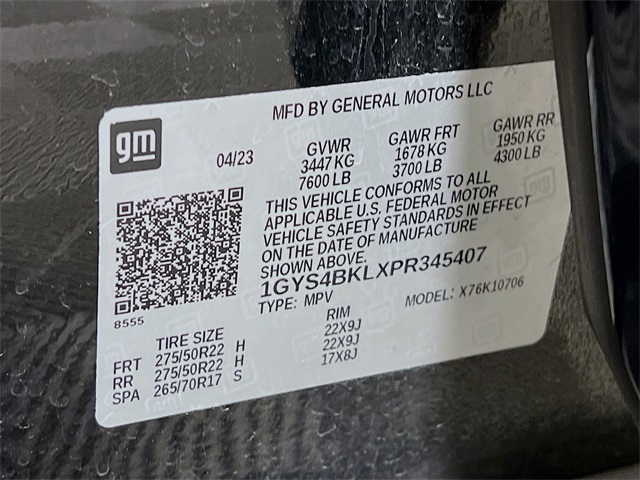 MFD BY GENERAL MOTORS LLC
gm
04/23
GVWR GAWR FRT GAWR RR
3447 KG 1678 KG 1950 KG
7600 LB 3700 LB 4300 LB
THIS VEHICLE CONFORMS TO ALL
APPLICABLE U.S. FEDERAL MOTOR
VEHICLE SAFETY STANDARDS IN EFFECT
ON THE DATE OF MANUFACTURE
SHOWN ABOVE.
1GYS4BKLXPR345407
TYPE: MPV MODEL: X76K10706
8555
TIRE SIZE RIM
FRT 275/50R22 H 22X9J
RR 275/50R22 H 22X9J
SPA 265/70R17 S 17X8J